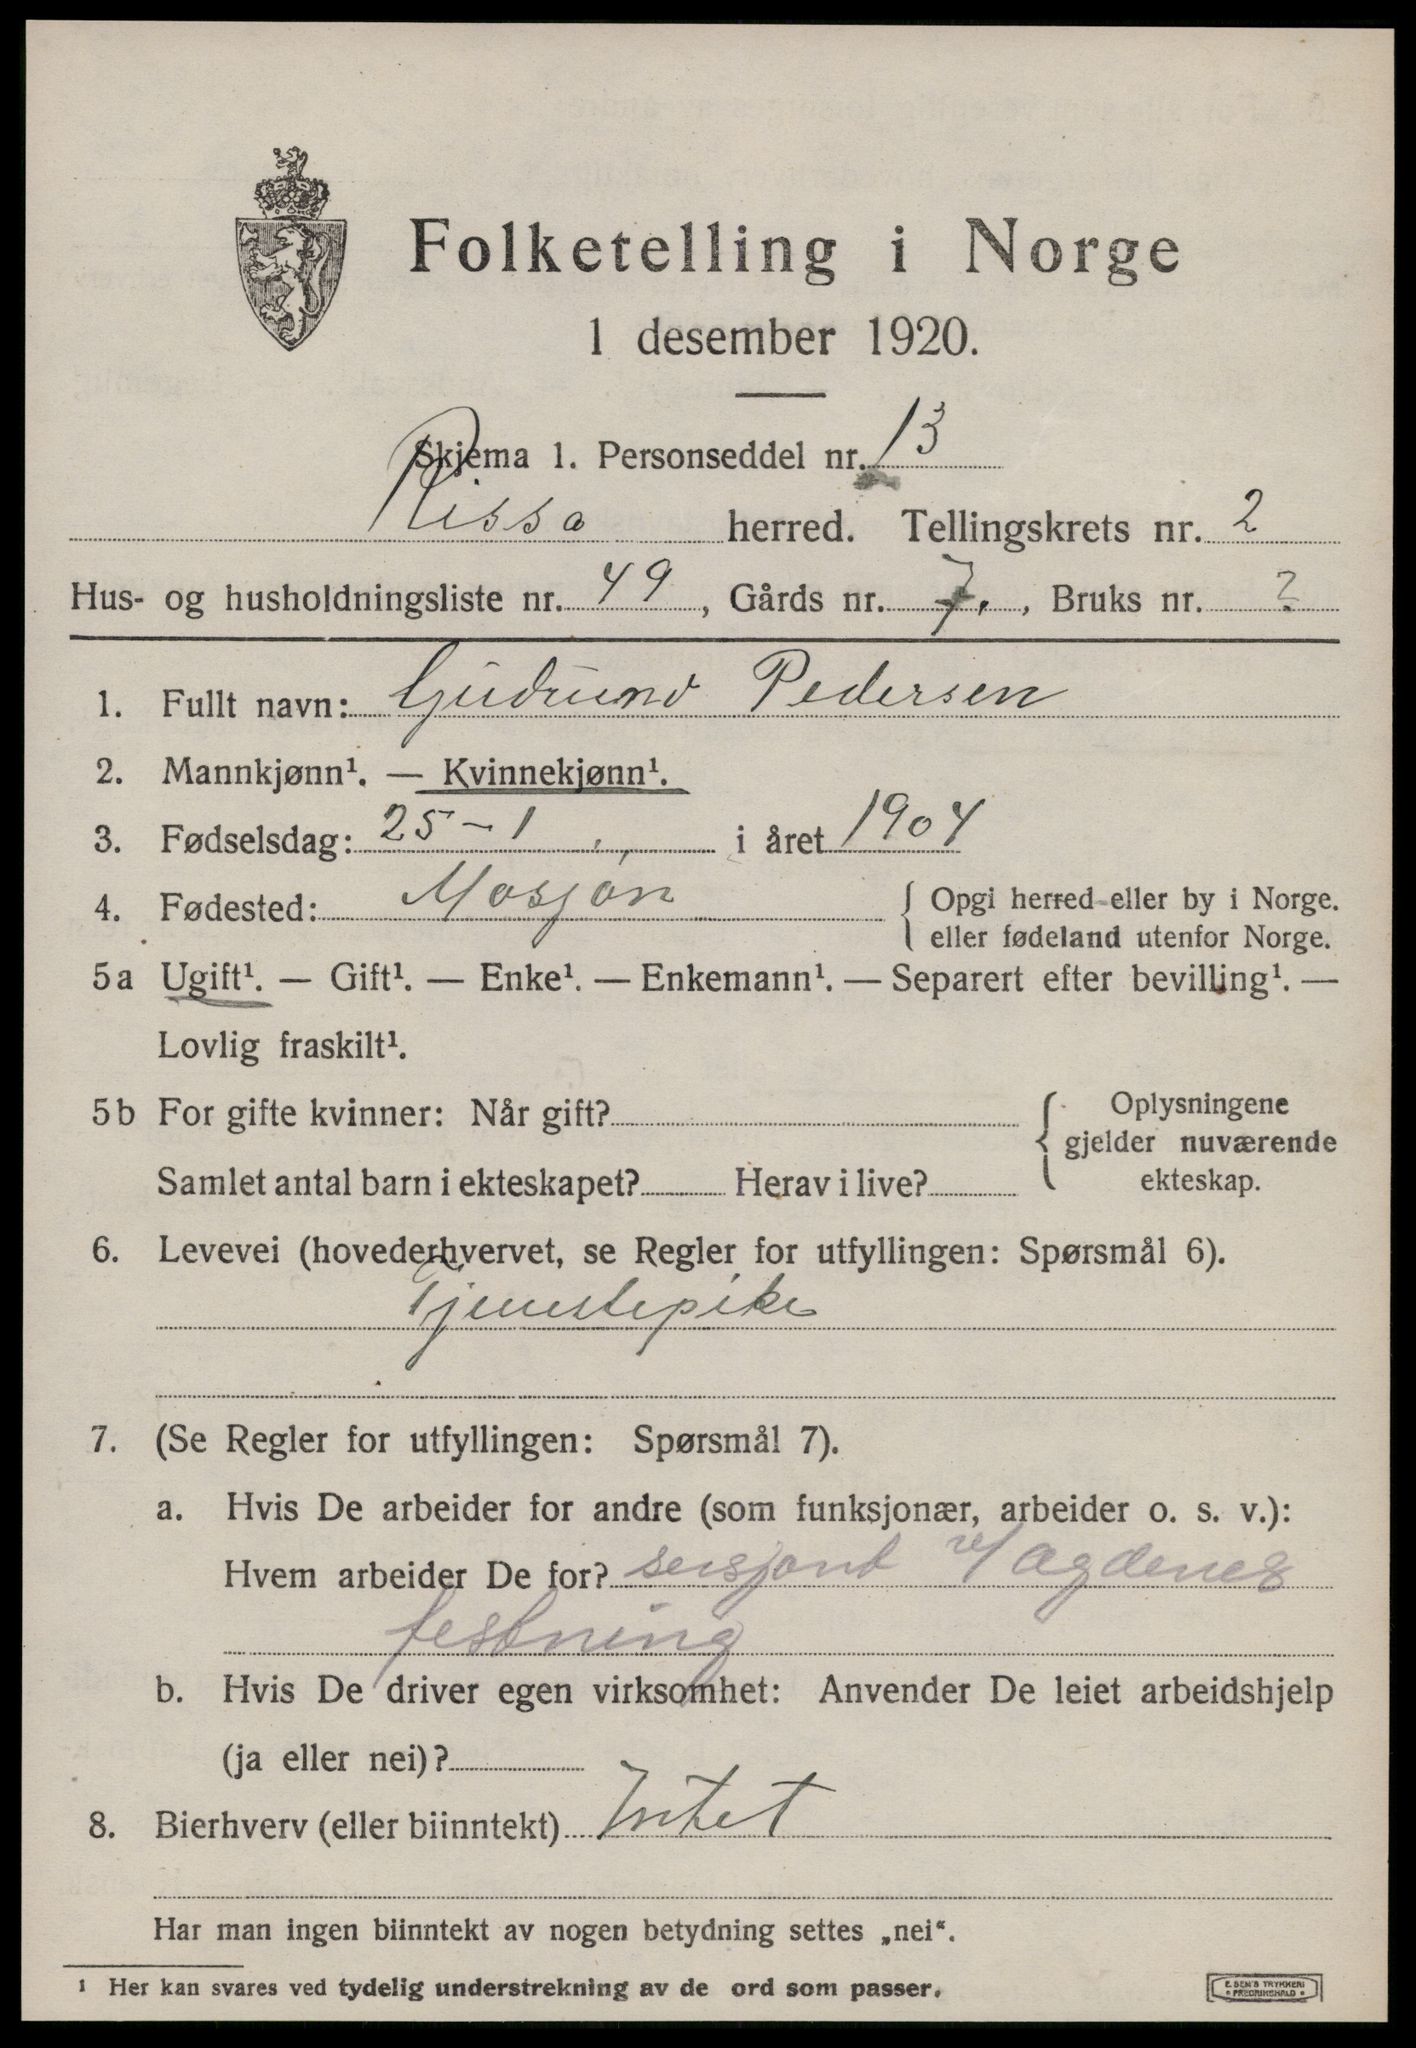 Folketelling i Norge
1 desember 1920.
Skjema 1. Personseddel nr. 13
Rissa herred. Tellingskrets nr. 2
Hus- og husholdningsliste nr. 49, Gårds nr. 7., Bruks nr. ?
1. Fullt navn: Gudrund Pedersen
2. Mannkjønn¹. — Kvinnekjønn¹.
3. Fødselsdag: 25-1 i året 1904
4. Fødested: Mosjøn { Opgi herred eller by i Norge.
eller fødeland utenfor Norge.
5a Ugift¹. — Gift¹. — Enke¹. — Enkemann¹. — Separert efter bevilling¹. —
Lovlig fraskilt¹.
5b For gifte kvinner: Når gift? { Oplysningene
gjelder nuværende
ekteskap.
Samlet antal barn i ekteskapet? Herav i live?
6. Levevei (hovederhvervet, se Regler for utfyllingen: Spørsmål 6).
Tjenestepike
7. (Se Regler for utfyllingen: Spørsmål 7).
a. Hvis De arbeider for andre (som funksjonær, arbeider o. s. v.):
Hvem arbeider De for? sersjant v/ Agdenes
festning
b. Hvis De driver egen virksomhet: Anvender De leiet arbeidshjelp
(ja eller nei)?
8. Bierhverv (eller biinntekt) Intet
Har man ingen biinntekt av nogen betydning settes „nei“.
1 Her kan svares ved tydelig understrekning av de ord som passer.
E. SEM'S TRYKKERI
FREDRIKSHALD